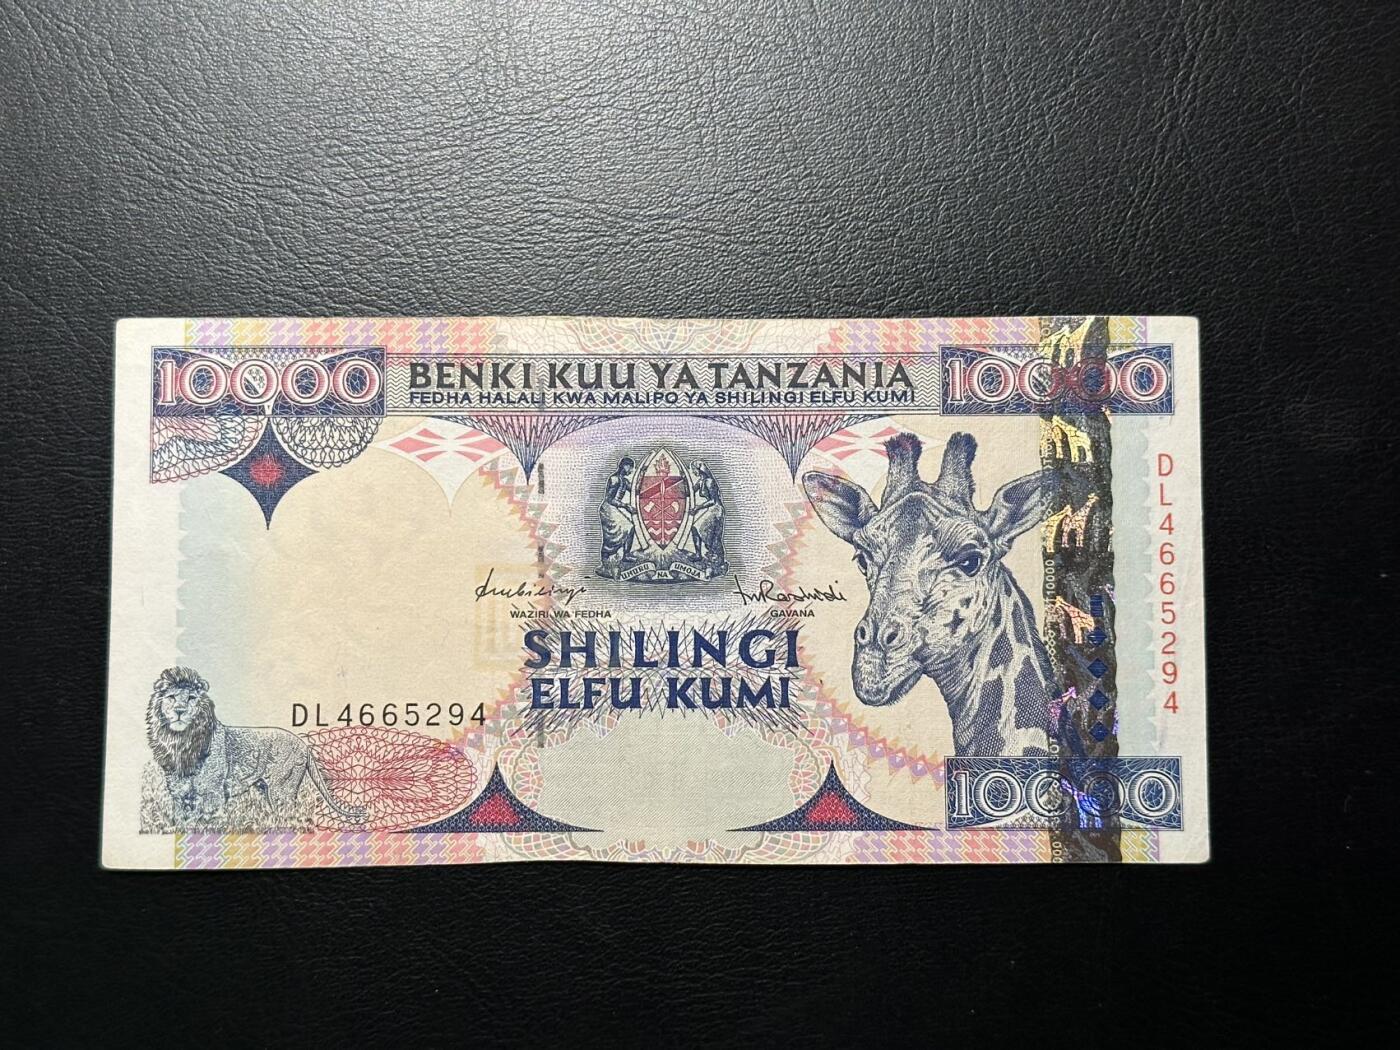 10000 BENKI KUU YA TANZANIA 10000
FEDHA HALALI KWA MALIPO YA SHILINGI ELFU KUMI
UHURU NA UMOJA
WAZIRI WA FEDHA GAVANA
SHILINGI
ELFU KUMI
DL4665294
DL4665294
10000